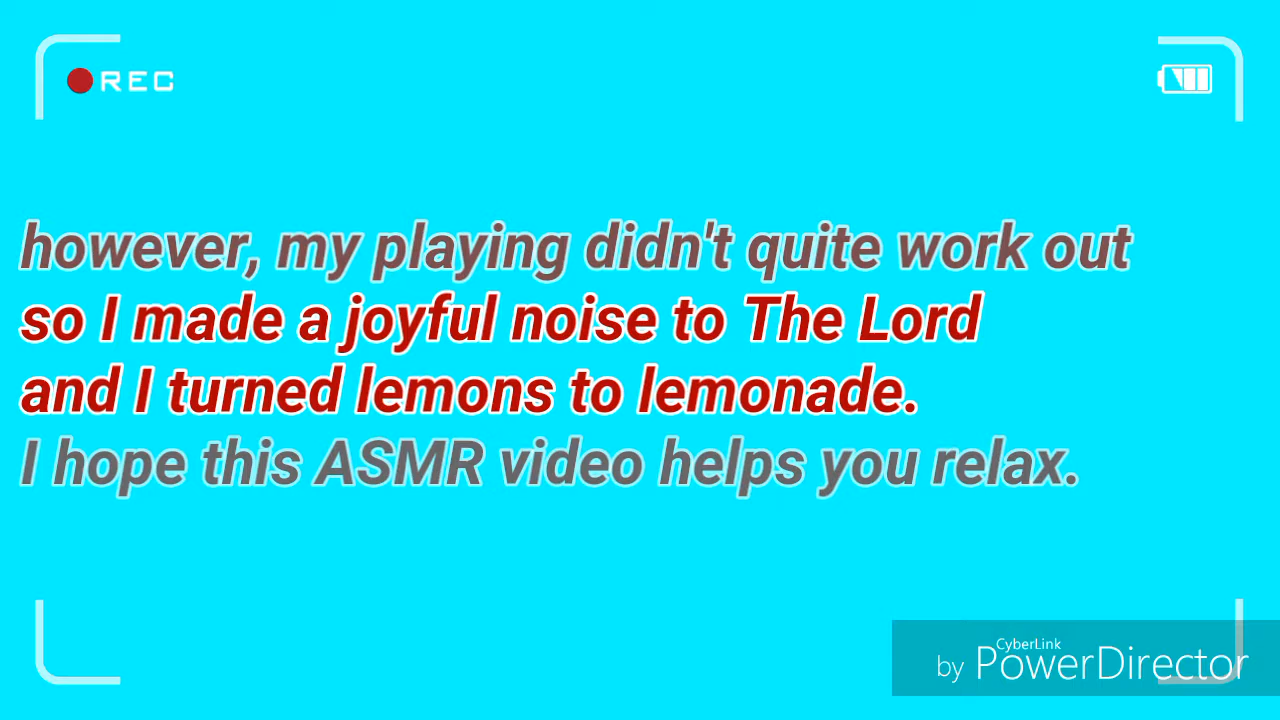 REC
however, my playing didn't quite work out
so I made a joyful noise to The Lord
and I turned lemons to lemonade.
I hope this ASMR video helps you relax.
CyberLink
by PowerDirector